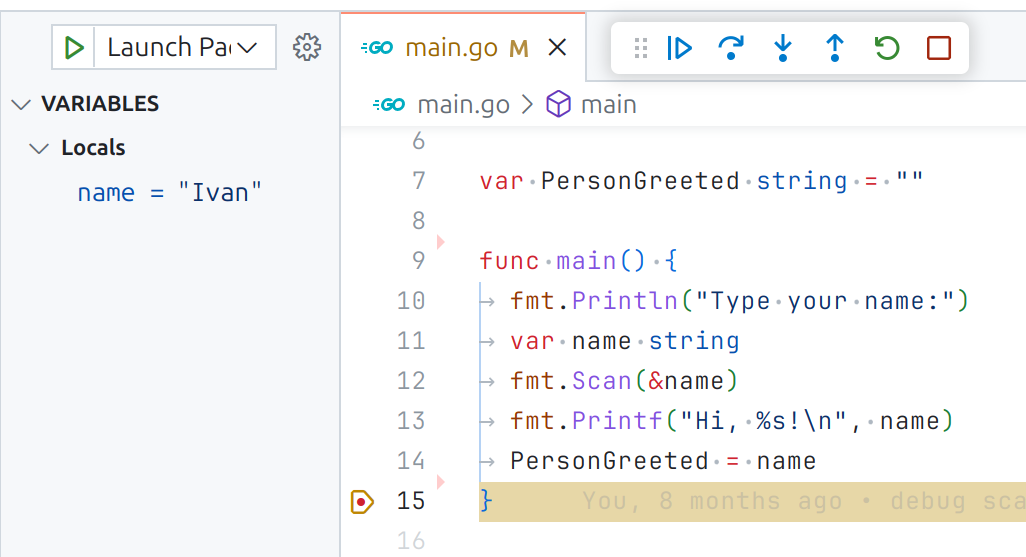 Launch Pa
GO main.go M
VARIABLES
Locals
name = "Ivan"
GO main.go > main
6
7 var PersonGreeted string = ""
8
9 func main() {
10 fmt.Println("Type your name:")
11 var name string
12 fmt.Scan(&name)
13 fmt.Printf("Hi, %s!\n", name)
14 PersonGreeted = name
15 } You, 8 months ago • debug sca
16